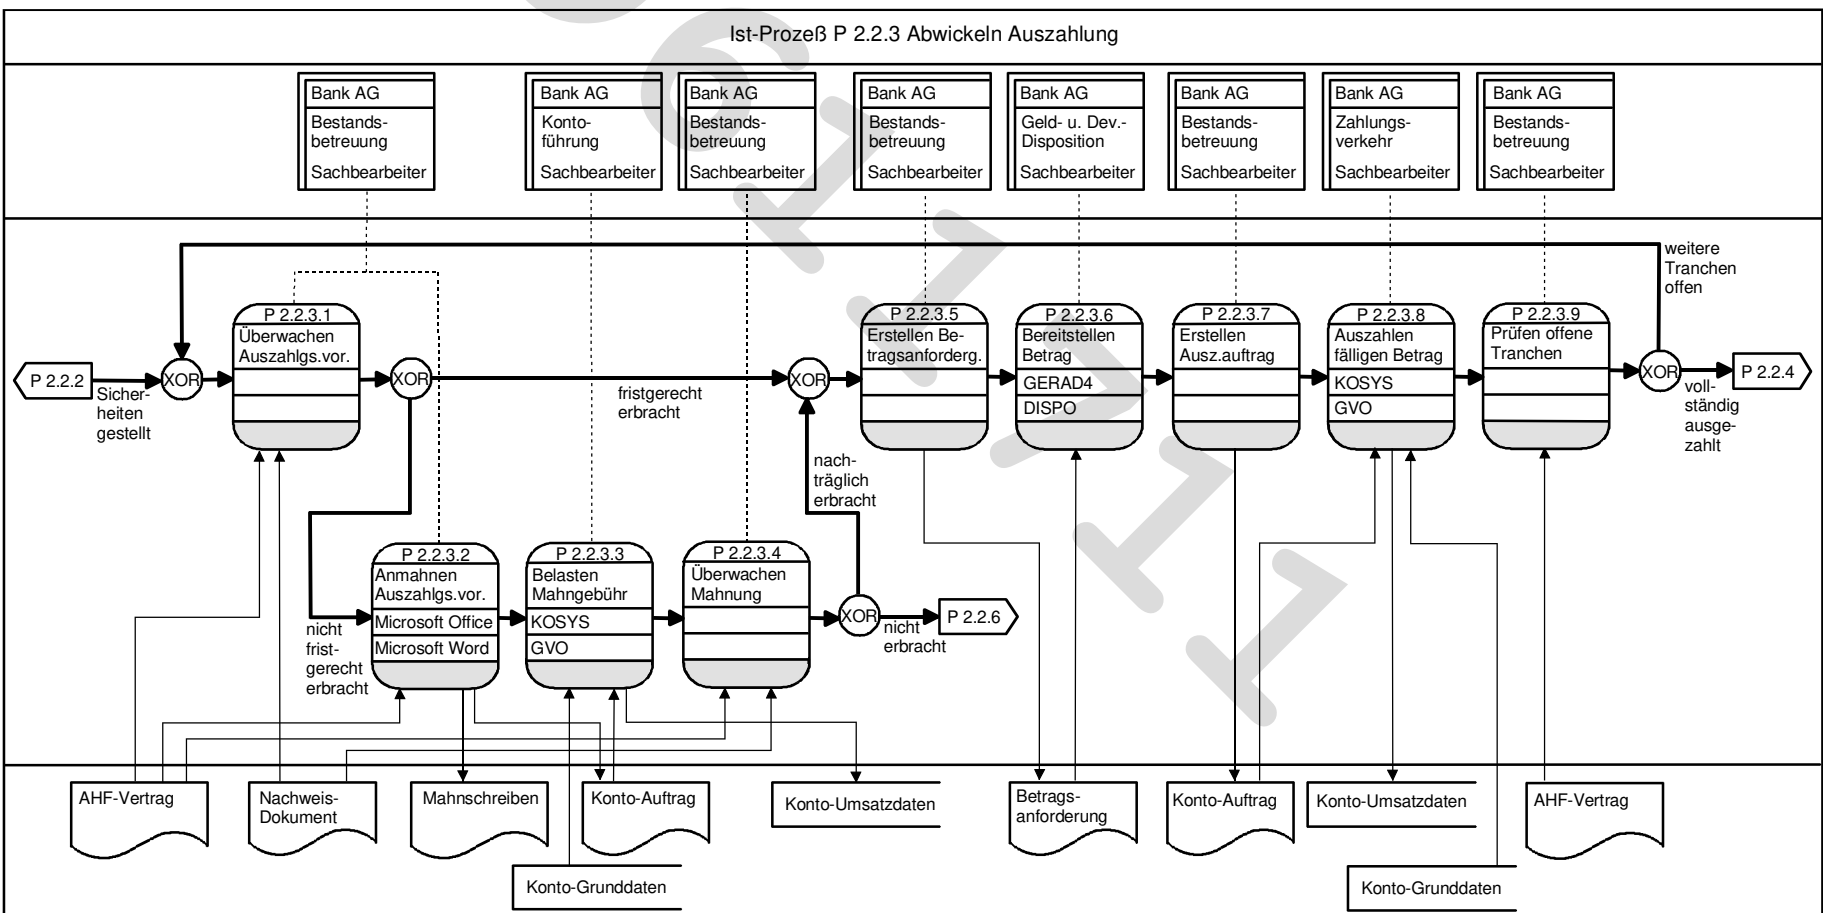 Ist-Prozeß P 2.2.3 Abwickeln Auszahlung
Bank AG
Bestands-
betreuung
Sachbearbeiter
Bank AG
Konto-
führung
Sachbearbeiter
Bank AG
Bestands-
betreuung
Sachbearbeiter
Bank AG
Bestands-
betreuung
Sachbearbeiter
Bank AG
Geld- u. Dev.-
Disposition
Sachbearbeiter
Bank AG
Bestands-
betreuung
Sachbearbeiter
Bank AG
Zahlungs-
verkehr
Sachbearbeiter
Bank AG
Bestands-
betreuung
Sachbearbeiter
weitere
Tranchen
offen
P 2.2.2
Sicher-
heiten
gestellt
XOR
P 2.2.3.1
Überwachen
Auszahlgs.vor.
XOR
fristgerecht
erbracht
XOR
P 2.2.3.5
Erstellen Be-
tragsanforderg.
P 2.2.3.6
Bereitstellen
Betrag
GERAD4
DISPO
P 2.2.3.7
Erstellen
Ausz.auftrag
P 2.2.3.8
Auszahlen
fälligen Betrag
KOSYS
GVO
P 2.2.3.9
Prüfen offene
Tranchen
XOR
P 2.2.4
voll-
ständig
ausge-
zahlt
nach-
träglich
erbracht
nicht
frist-
gerecht
erbracht
P 2.2.3.2
Anmahnen
Auszahlgs.vor.
Microsoft Office
Microsoft Word
P 2.2.3.3
Belasten
Mahngebühr
KOSYS
GVO
P 2.2.3.4
Überwachen
Mahnung
XOR
nicht
erbracht
P 2.2.6
AHF-Vertrag
Nachweis-
Dokument
Mahnschreiben
Konto-Auftrag
Konto-Umsatzdaten
Betrags-
anforderung
Konto-Auftrag
Konto-Umsatzdaten
AHF-Vertrag
Konto-Grunddaten
Konto-Grunddaten